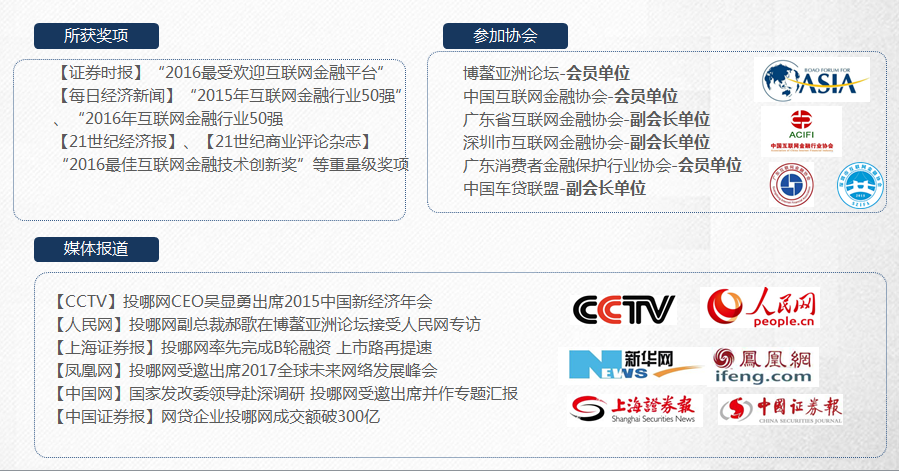 所获奖项
【证券时报】“2016最受欢迎互联网金融平台”
【每日经济新闻】“2015年互联网金融行业50强”
、“2016年互联网金融行业50强
【21世纪经济报】、【21世纪商业评论杂志】
“2016最佳互联网金融技术创新奖”等重量级奖项
参加协会
博鳌亚洲论坛-会员单位
中国互联网金融协会-会员单位
广东省互联网金融协会-副会长单位
深圳市互联网金融协会-副会长单位
广东消费者金融保护行业协会-会员单位
中国车贷联盟-副会长单位
BOAO FORUM FOR
ASIA
ACIFI
中国互联网金融行业协会
媒体报道
【CCTV】投哪网CEO吴显勇出席2015中国新经济年会
【人民网】投哪网副总裁郝歌在博鳌亚洲论坛接受人民网专访
【上海证券报】投哪网率先完成B轮融资 上市路再提速
【凤凰网】投哪网受邀出席2017全球未来网络发展峰会
【中国网】国家发改委领导赴深调研 投哪网受邀出席并作专题汇报
【中国证券报】网贷企业投哪网成交额破300亿
CCTV
人民网
people.cn
新华网
NEWS
鳳凰網
ifeng.com
上海證券報
Shanghai Securities News
中國证券報
CHINA SECURITIES JOURNAL